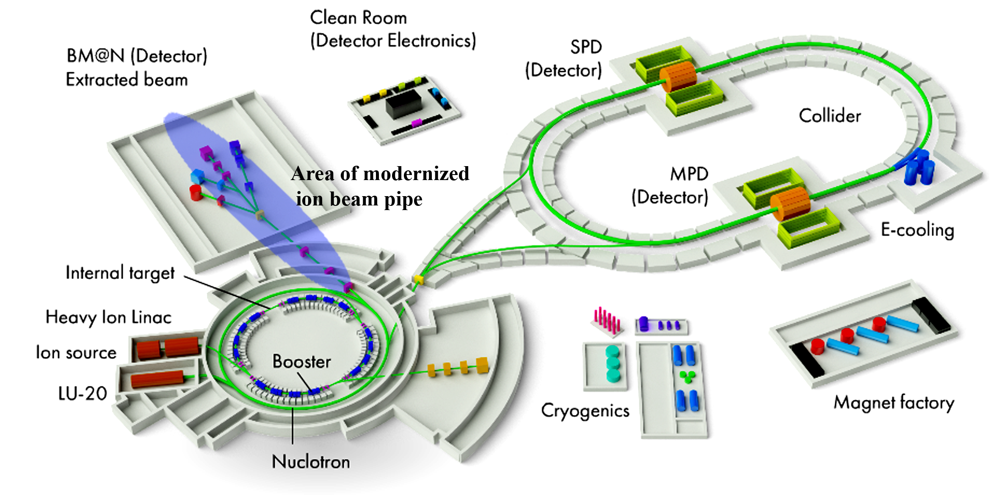 Clean Room
(Detector Electronics)
BM@N (Detector)
Extracted beam
SPD
(Detector)
Collider
Area of modernized
ion beam pipe
MPD
(Detector)
E-cooling
Internal target
Heavy Ion Linac
Ion source
Booster
LU-20
Cryogenics
Magnet factory
Nuclotron